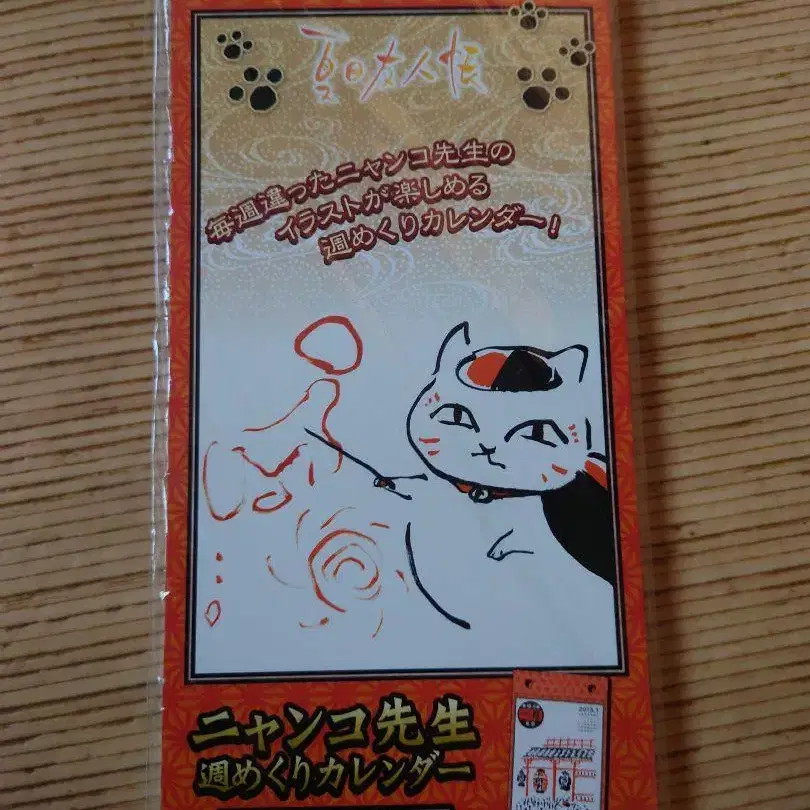 夏目友人帳
毎週違ったニャンコ先生の
イラストが楽しめる
週めくりカレンダー！
ニャンコ先生
週めくりカレンダー